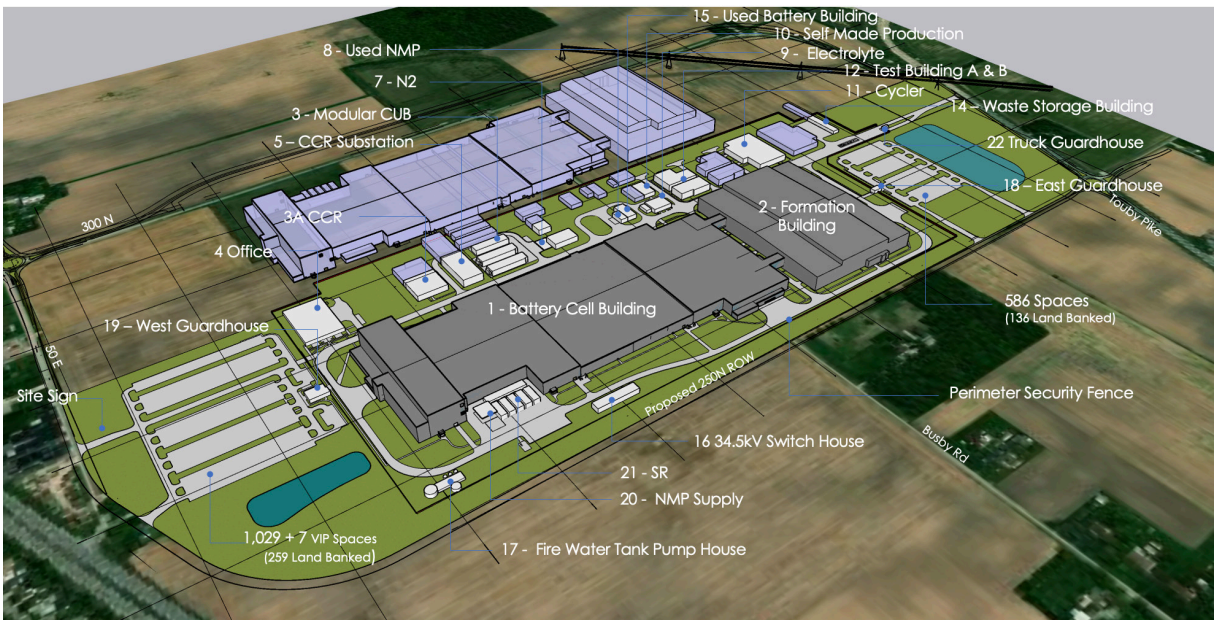 15 - Used Battery Building
10 - Self Made Production
8 - Used NMP
9 - Electrolyte
12 - Test Building A & B
7 - N2
11 - Cycler
14 – Waste Storage Building
3 - Modular CUB
5 – CCR Substation
22 Truck Guardhouse
18 – East Guardhouse
Touby Pike
300 N
3A CCR
2 - Formation
Building
4 Office
1 - Battery Cell Building
586 Spaces
(136 Land Banked)
19 – West Guardhouse
50 E
Site Sign
Proposed 250N ROW
Perimeter Security Fence
Busby Rd
16 34.5kV Switch House
21 - SR
20 - NMP Supply
1,029 + 7 VIP Spaces
(259 Land Banked)
17 - Fire Water Tank Pump House